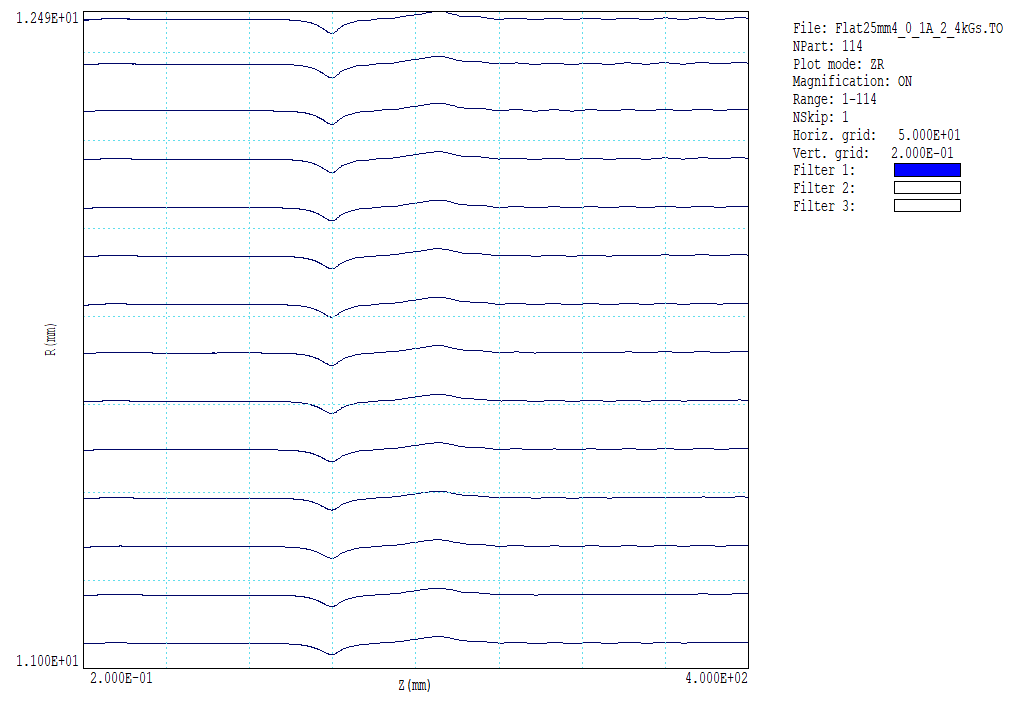 1.249E+01
File: Flat25mm4_0_1A_2_4kGs.TO
NPart: 114
Plot mode: ZR
Magnification: ON
Range: 1-114
NSkip: 1
Horiz. grid: 5.000E+01
Vert. grid: 2.000E-01
Filter 1:
Filter 2:
Filter 3:
R(mm)
1.100E+01
2.000E-01
Z(mm)
4.000E+02